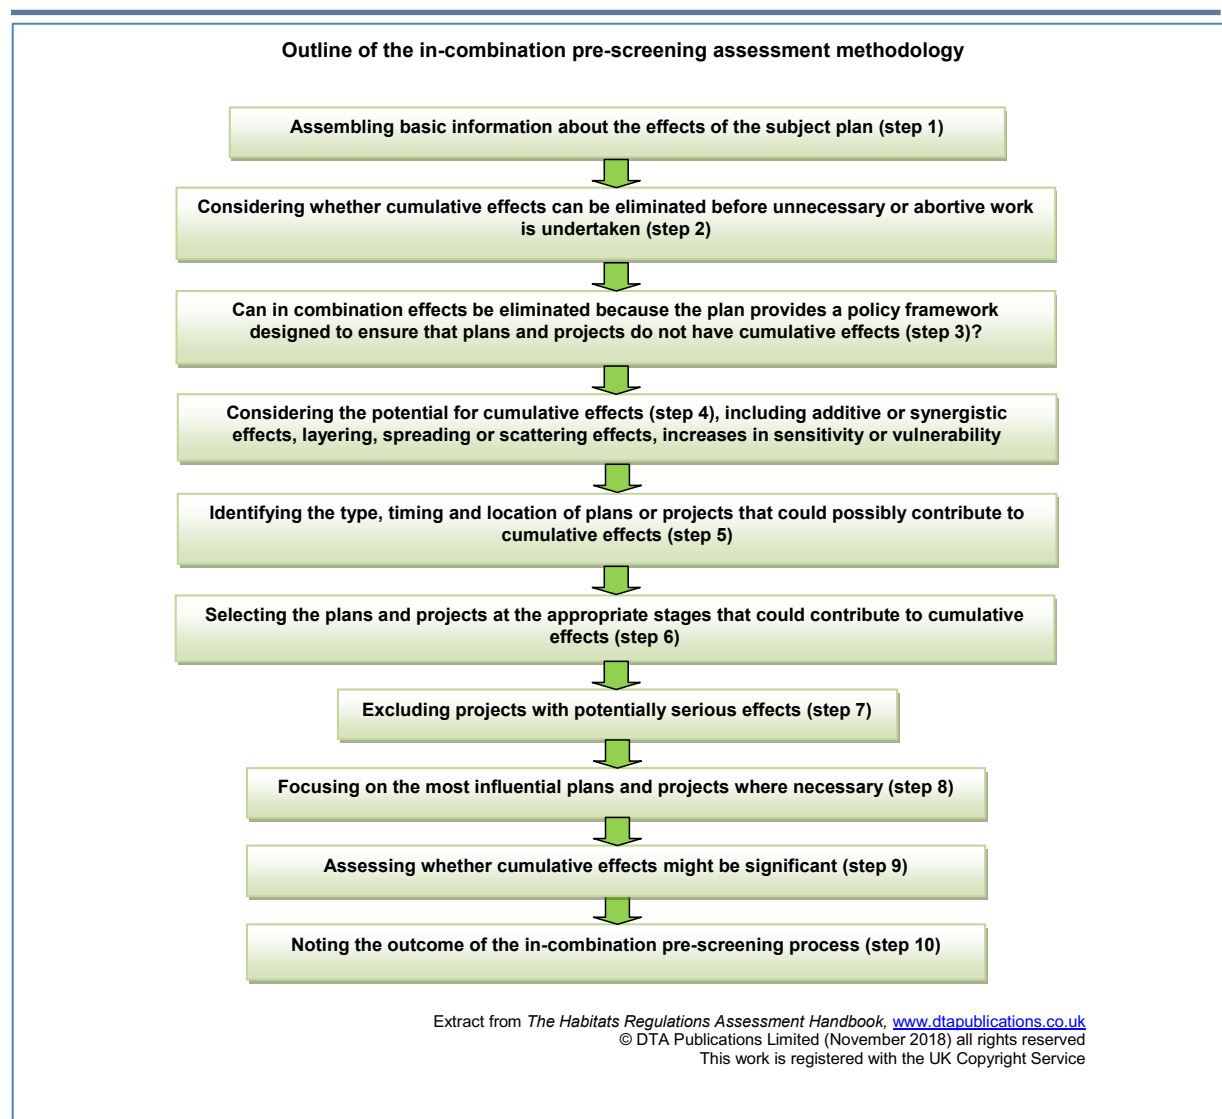 Outline of the in-combination pre-screening assessment methodology
Assembling basic information about the effects of the subject plan (step 1)
Considering whether cumulative effects can be eliminated before unnecessary or abortive work
is undertaken (step 2)
Can in combination effects be eliminated because the plan provides a policy framework
designed to ensure that plans and projects do not have cumulative effects (step 3)?
Considering the potential for cumulative effects (step 4), including additive or synergistic
effects, layering, spreading or scattering effects, increases in sensitivity or vulnerability
Identifying the type, timing and location of plans or projects that could possibly contribute to
cumulative effects (step 5)
Selecting the plans and projects at the appropriate stages that could contribute to cumulative
effects (step 6)
Excluding projects with potentially serious effects (step 7)
Focusing on the most influential plans and projects where necessary (step 8)
Assessing whether cumulative effects might be significant (step 9)
Noting the outcome of the in-combination pre-screening process (step 10)
Extract from The Habitats Regulations Assessment Handbook, www.dtapublications.co.uk
© DTA Publications Limited (November 2018) all rights reserved
This work is registered with the UK Copyright Service